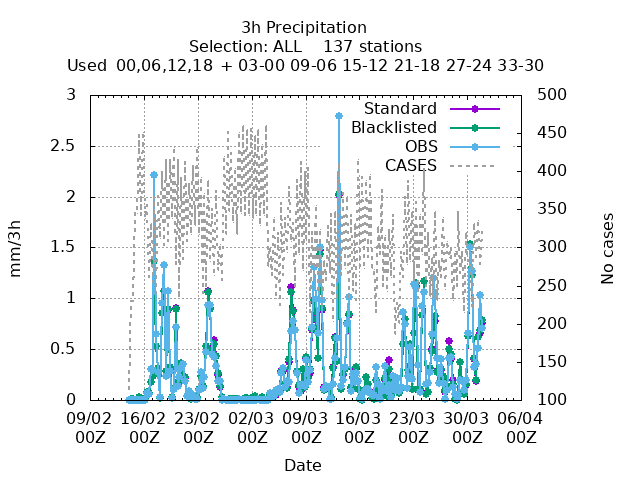 3h Precipitation
Selection: ALL 137 stations
Used 00,06,12,18 + 03-00 09-06 15-12 21-18 27-24 33-30
3 500
Standard 450
2.5 Blacklisted
OBS 400
2 CASES
350
1.5 300
250
1 200
0.5 150
0 100
mm/3h
No cases
09/02 16/02 23/02 02/03 09/03 16/03 23/03 30/03 06/04
00Z 00Z 00Z 00Z 00Z 00Z 00Z 00Z 00Z
Date